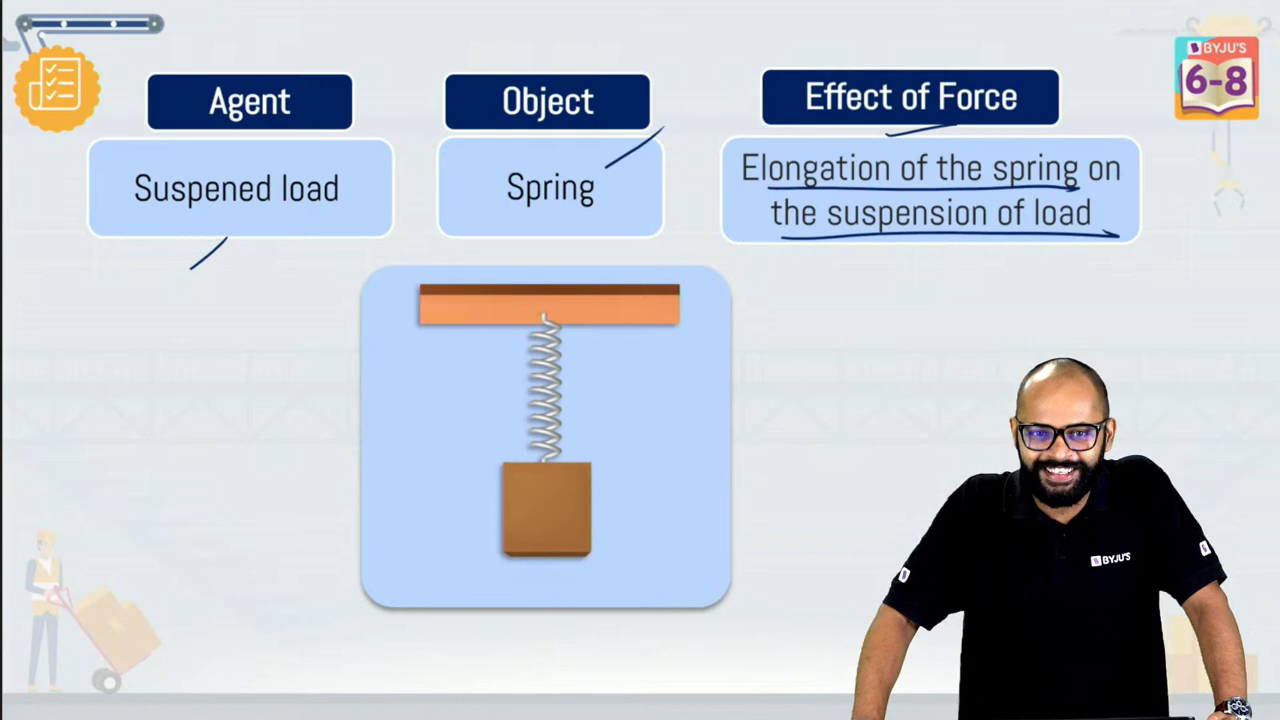 BYJU'S
6-8
Agent
Object
Effect of Force
Suspened load
Spring
Elongation of the spring on
the suspension of load
BYJU'S